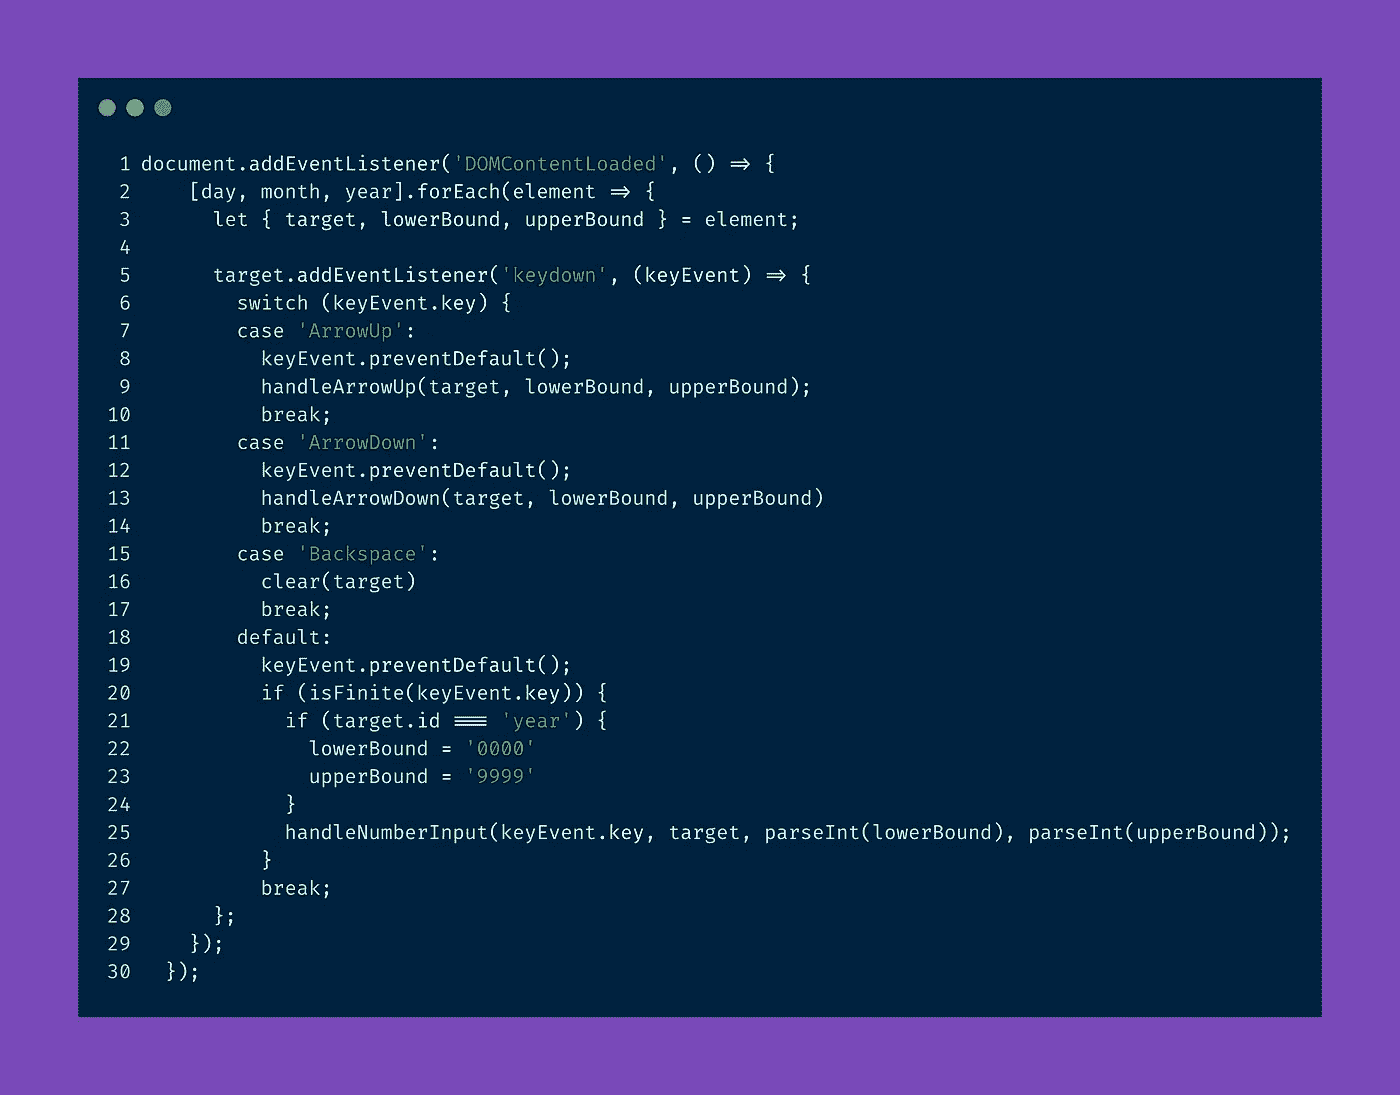 1 document.addEventListener('DOMContentLoaded', () => {
2     [day, month, year].forEach(element => {
3       let { target, lowerBound, upperBound } = element;
4
5       target.addEventListener('keydown', (keyEvent) => {
6         switch (keyEvent.key) {
7         case 'ArrowUp':
8           keyEvent.preventDefault();
9           handleArrowUp(target, lowerBound, upperBound);
10           break;
11         case 'ArrowDown':
12           keyEvent.preventDefault();
13           handleArrowDown(target, lowerBound, upperBound)
14           break;
15         case 'Backspace':
16           clear(target)
17           break;
18         default:
19           keyEvent.preventDefault();
20           if (isFinite(keyEvent.key)) {
21             if (target.id === 'year') {
22               lowerBound = '0000'
23               upperBound = '9999'
24             }
25             handleNumberInput(keyEvent.key, target, parseInt(lowerBound), parseInt(upperBound));
26           }
27           break;
28       };
29     });
30   });